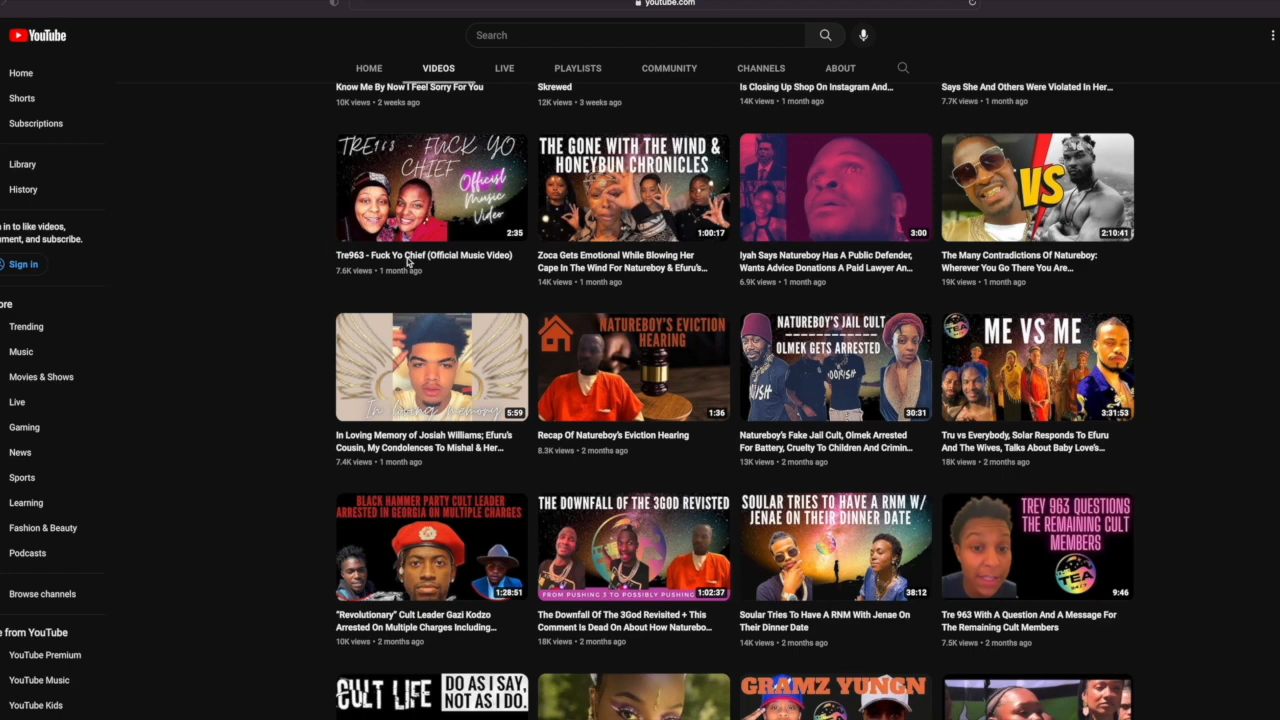 youtube.com
YouTube
Search
HOME
VIDEOS
LIVE
PLAYLISTS
COMMUNITY
CHANNELS
ABOUT
Home
Shorts
Subscriptions
Library
History
in to like videos,
ment, and subscribe.
Sign in
ore
Trending
Music
Movies & Shows
Live
Gaming
News
Sports
Learning
Fashion & Beauty
Podcasts
Browse channels
e from YouTube
YouTube Premium
YouTube Music
YouTube Kids
Know Me By Now I Feel Sorry For You
10K views • 2 weeks ago
Skrewed
12K views • 3 weeks ago
Is Closing Up Shop On Instagram And...
14K views • 1 month ago
Says She And Others Were Violated In Her...
7.7K views • 1 month ago
TRE963 - FUCK YO
CHIEF
Officisl
Music
Video
2:35
Tre963 - Fuck Yo Chief (Official Music Video)
7.6K views • 1 month ago
THE GONE WITH THE WIND &
HONEYBUN CHRONICLES
1:00:17
Zoca Gets Emotional While Blowing Her
Cape In The Wind For Natureboy & Efuru's...
14K views • 1 month ago
3:00
Iyah Says Natureboy Has A Public Defender,
Wants Advice Donations A Paid Lawyer An...
6.9K views • 1 month ago
VS
2:10:41
The Many Contradictions Of Natureboy:
Wherever You Go There You Are...
19K views • 1 month ago
In loving memory
5:59
In Loving Memory of Josiah Williams; Efuru's
Cousin, My Condolences To Mishal & Her...
7.4K views • 1 month ago
NATUREBOY'S EVICTION
HEARING
1:36
Recap Of Natureboy's Eviction Hearing
8.3K views • 2 months ago
NATUREBOY'S JAIL CULT
OLMEK GETS ARRESTED
30:31
Natureboy's Fake Jail Cult, Olmek Arrested
For Battery, Cruelty To Children And Crimin...
13K views • 2 months ago
TEA
ME VS ME
3:31:53
Tru vs Everybody, Solar Responds To Efuru
And The Wives, Talks About Baby Love's...
18K views • 2 months ago
BLACK HAMMER PARTY CULT LEADER
ARRESTED IN GEORGIA ON MULTIPLE CHARGES
1:28:51
"Revolutionary" Cult Leader Gazi Kodzo
Arrested On Multiple Charges Including...
10K views • 2 months ago
THE DOWNFALL OF THE 3GOD REVISTED
FROM PUSHING 3 TO POSSIBLY PUSHING
1:02:37
The Downfall Of The 3God Revisited + This
Comment Is Dead On About How Naturebo...
18K views • 2 months ago
SOULAR TRIES TO HAVE A RNM W/
JENAE ON THEIR DINNER DATE
38:12
Soular Tries To Have A RNM With Jenae On
Their Dinner Date
14K views • 2 months ago
TREY 963 QUESTIONS
THE REMAINING CULT
MEMBERS
TEA
9:46
Tre 963 With A Question And A Message For
The Remaining Cult Members
7.5K views • 2 months ago
CULT LIFE
DO AS I SAY,
NOT AS I DO.
GRAMZ YUNGN